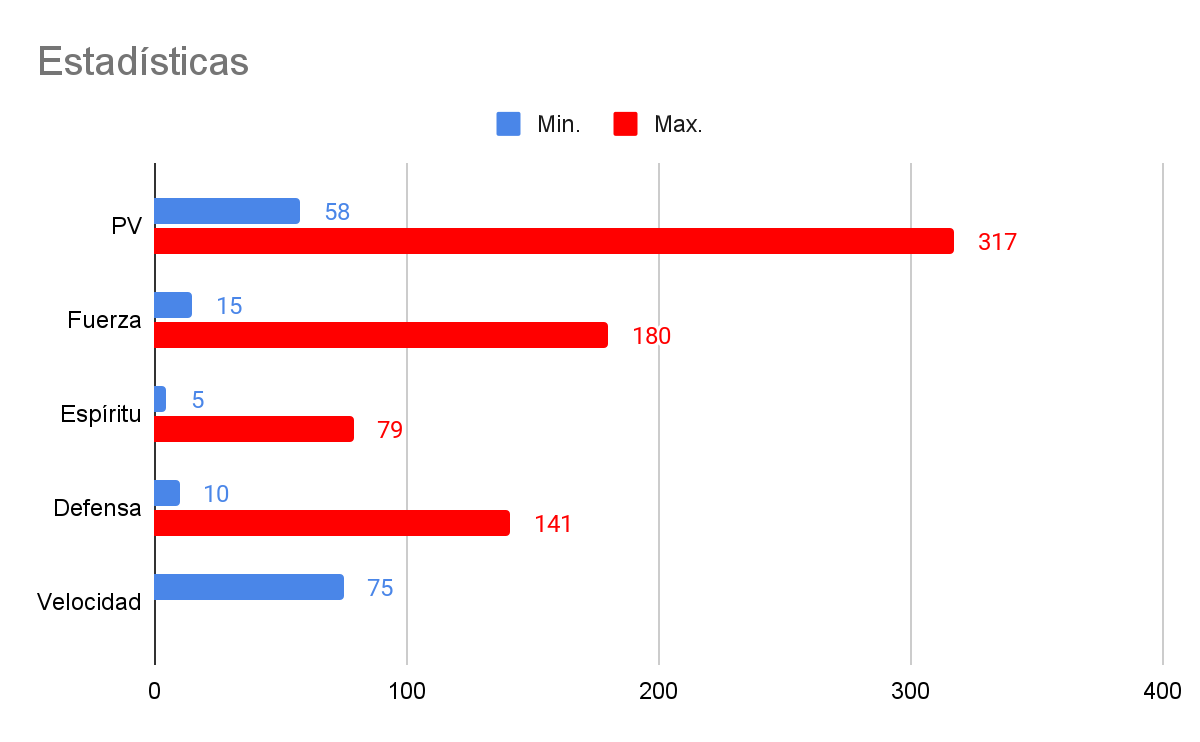 Estadísticas
Min. Max.
PV 58
317
Fuerza 15
180
Espíritu 5
79
Defensa 10
141
Velocidad 75
0 100 200 300 400